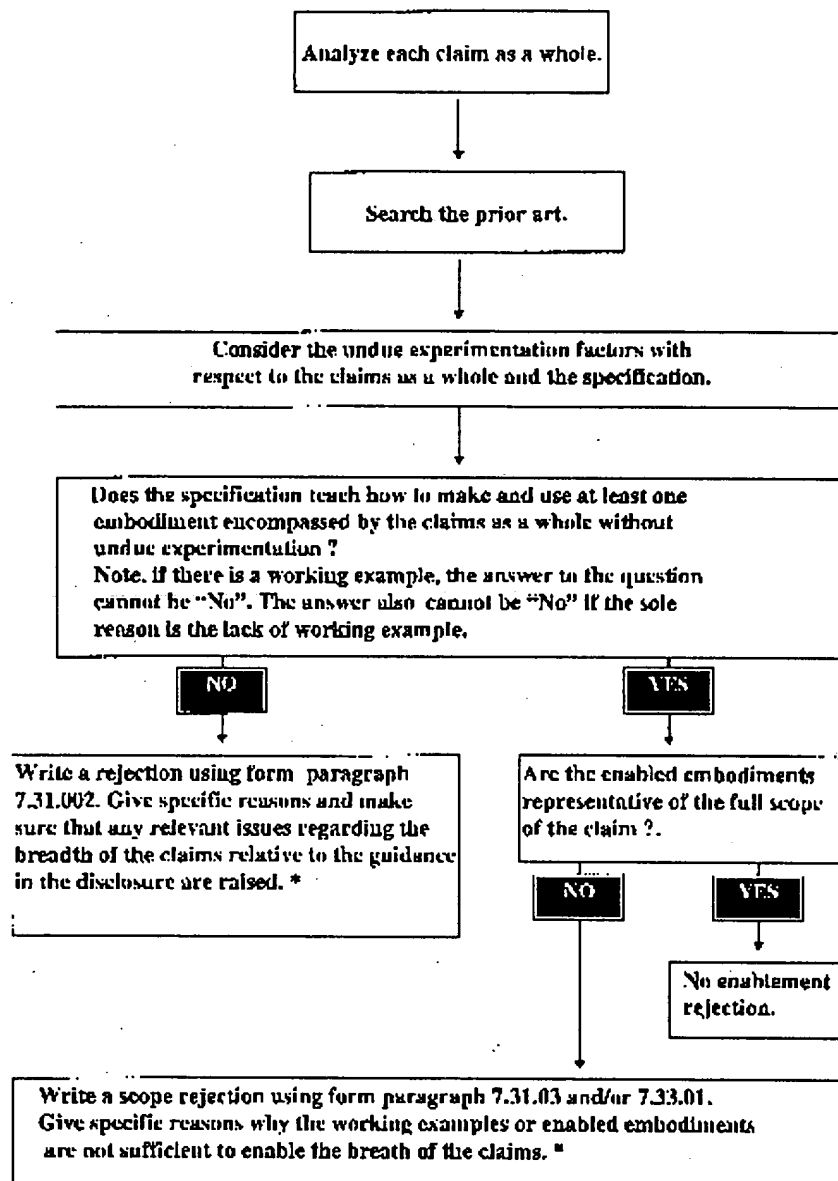 Analyze each claim as a whole.
Search the prior art.
Consider the undue experimentation factors with
respect to the claims as a whole and the specification.
Does the specification teach how to make and use at least one
embodiment encompassed by the claims as a whole without
undue experimentation ?
Note. if there is a working example, the answer to the question
cannot be “No”. The answer also cannot be “No” if the sole
reason is the lack of working example.
NO
YES
Write a rejection using form paragraph
7.31.002. Give specific reasons and make
sure that any relevant issues regarding the
breadth of the claims relative to the guidance
in the disclosure are raised. *
Are the enabled embodiments
representative of the full scope
of the claim ?.
NO
YES
No enablement
rejection.
Write a scope rejection using form paragraph 7.31.03 and/or 7.33.01.
Give specific reasons why the working examples or enabled embodiments
are not sufficient to enable the breath of the claims. *